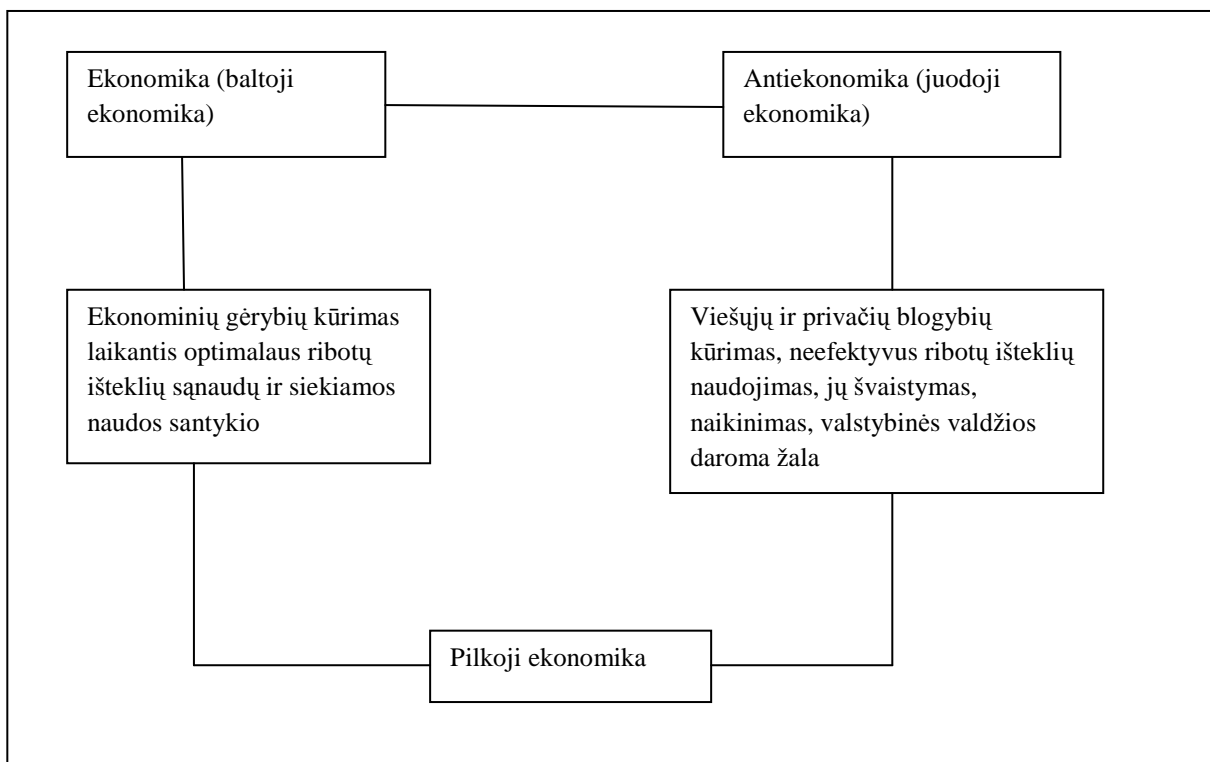 Ekonomika (baltoji
ekonomika)
Antiekonomika (juodoji
ekonomika)
Ekonominių gėrybių kūrimas
laikantis optimalaus ribotų
išteklių sąnaudų ir siekiamos
naudos santykio
Viešųjų ir privačių blogybių
kūrimas, neefektyvus ribotų išteklių
naudojimas, jų švaistymas,
naikinimas, valstybinės valdžios
daroma žala
Pilkoji ekonomika